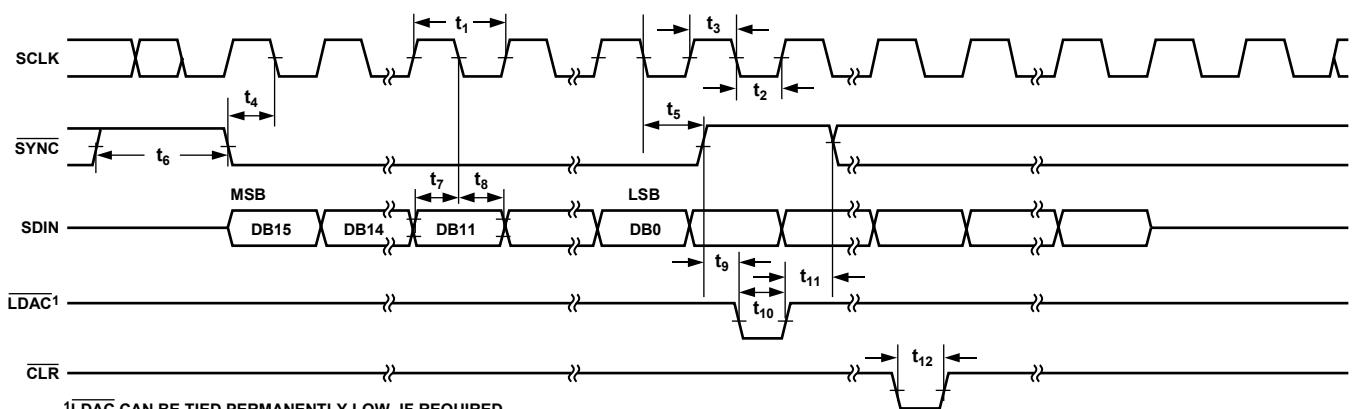 t1 t3
SCLK
t4 t2
t5
SYNC
t6
t7 t8
MSB LSB
SDIN DB15 DB14 DB11 DB0
t9 t11
LDAC1
t10
t12
CLR
1LDAC CAN BE TIED PERMANENTLY LOW, IF REQUIRED